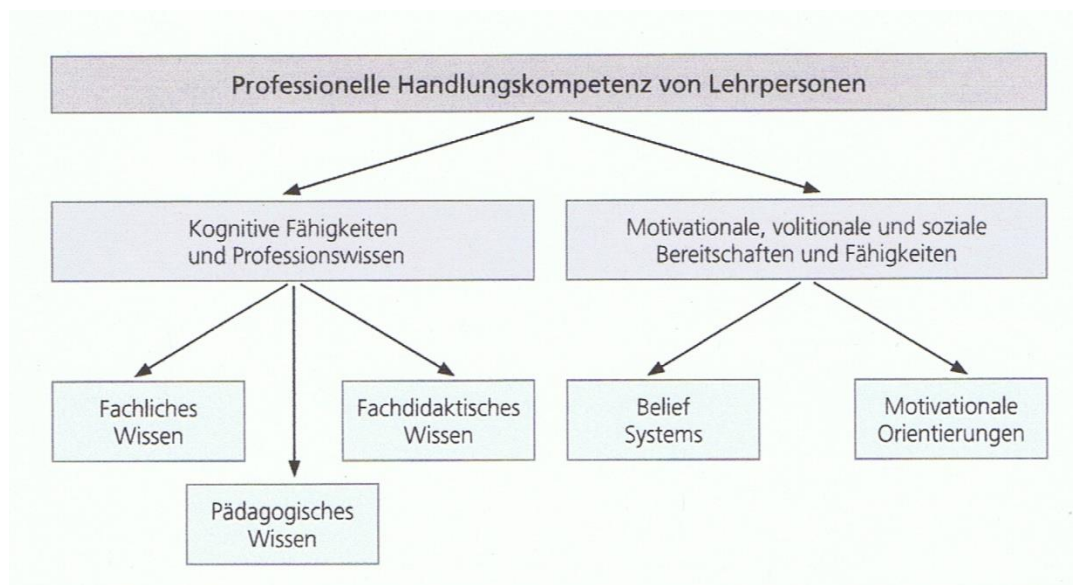 Professionelle Handlungskompetenz von Lehrpersonen
Kognitive Fähigkeiten
und Professionswissen
Motivationale, volitionale und soziale
Bereitschaften und Fähigkeiten
Fachliches
Wissen
Fachdidaktisches
Wissen
Belief
Systems
Motivationale
Orientierungen
Pädagogisches
Wissen